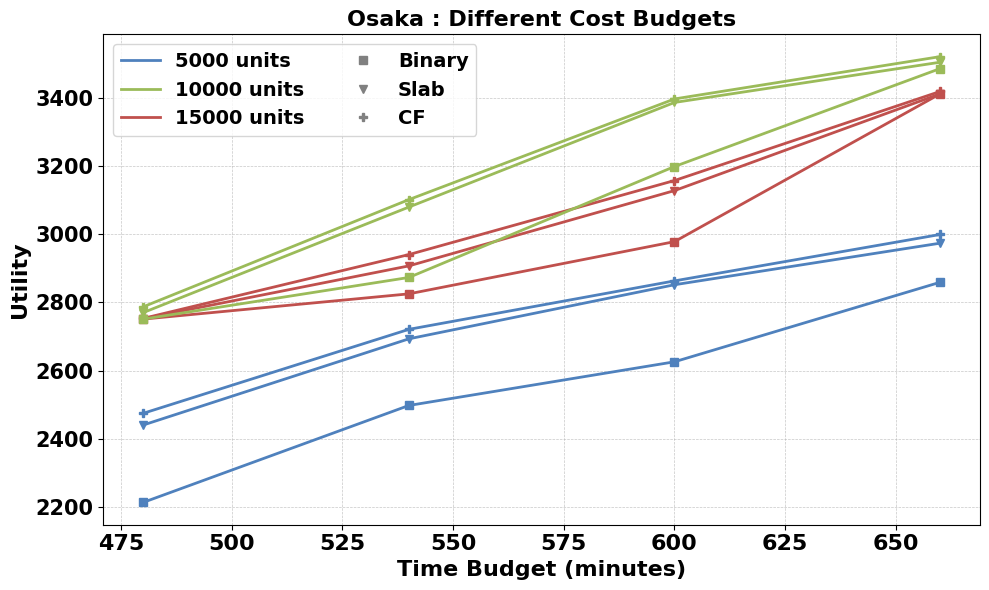 Osaka : Different Cost Budgets
5000 units
10000 units
15000 units
Binary
Slab
CF
Utility
3400
3200
3000
2800
2600
2400
2200
475 500 525 550 575 600 625 650
Time Budget (minutes)